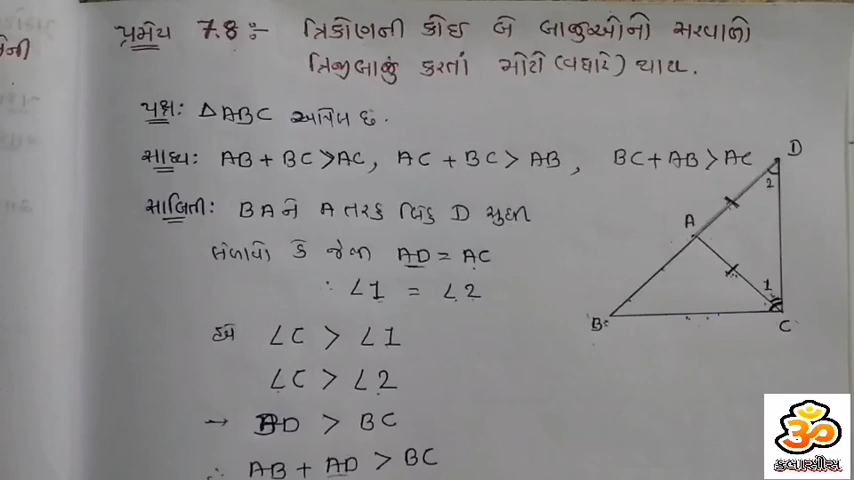 પ્રમેય 7.8 :- ત્રિકોણની કોઈ બે બાજુઓનો સરવાળો
ત્રિજીબાજુ કરતાં મોટો (વધારે) થાય.
પક્ષ: △ABC આપેલ છે.
સાધ્ય: AB + BC > AC, AC + BC > AB, BC + AB > AC
સાબિતી: BA ને A તરફ બિંદુ D સુધી
લંબાવો કે જેથી AD = AC
∴ ∠1 = ∠2
હવે ∠C > ∠1
∠C > ∠2
→ BD > BC
∴ AB + AD > BC
D
2
A
1
B
C
ૐ
ક્લાસીસ